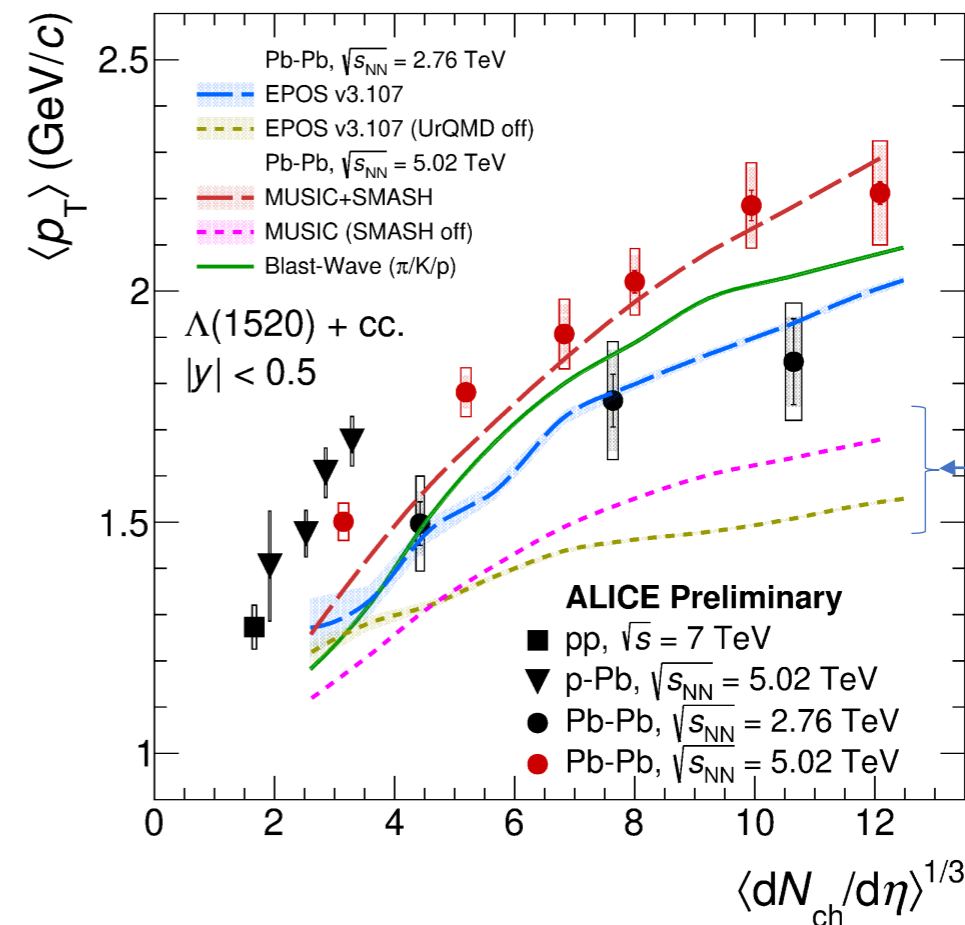 ⟨p_T⟩ (GeV/c)
2.5
2
1.5
1
Pb-Pb, √s_NN = 2.76 TeV
EPOS v3.107
EPOS v3.107 (UrQMD off)
Pb-Pb, √s_NN = 5.02 TeV
MUSIC+SMASH
MUSIC (SMASH off)
Blast-Wave (π/K/p)
Λ(1520) + cc.
|y| < 0.5
ALICE Preliminary
pp, √s = 7 TeV
p-Pb, √s_NN = 5.02 TeV
Pb-Pb, √s_NN = 2.76 TeV
Pb-Pb, √s_NN = 5.02 TeV
0 2 4 6 8 10 12
⟨dN_ch/dη⟩^1/3